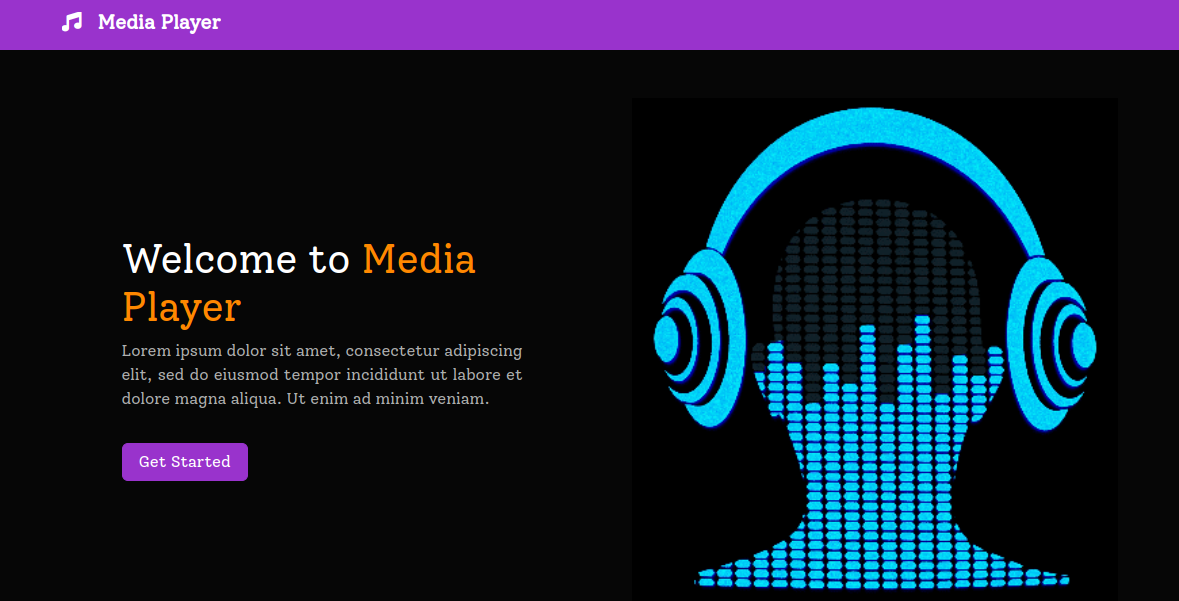 Media Player
Welcome to Media
Player
Lorem ipsum dolor sit amet, consectetur adipiscing
elit, sed do eiusmod tempor incididunt ut labore et
dolore magna aliqua. Ut enim ad minim veniam.
Get Started